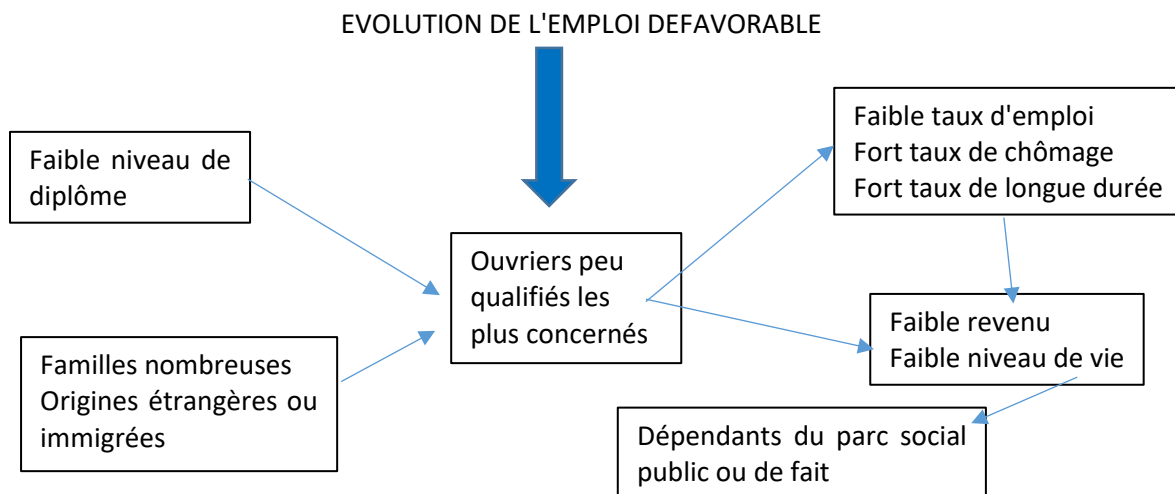 EVOLUTION DE L'EMPLOI DEFAVORABLE
Faible niveau de
diplôme
Familles nombreuses
Origines étrangères ou
immigrées
Ouvriers peu
qualifiés les
plus concernés
Faible taux d'emploi
Fort taux de chômage
Fort taux de longue durée
Faible revenu
Faible niveau de vie
Dépendants du parc social
public ou de fait